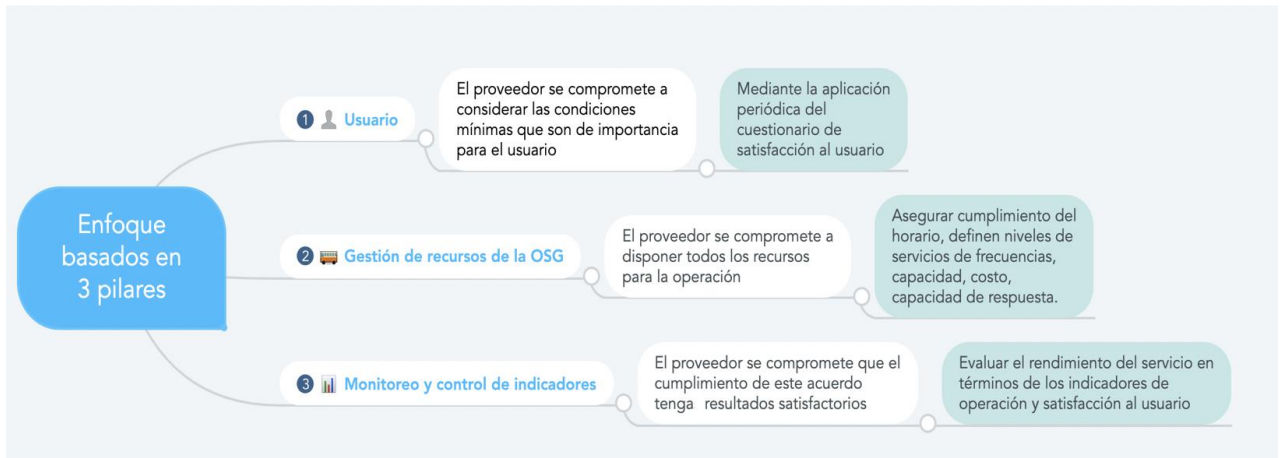 Enfoque
basados en
3 pilares
1 Usuario
El proveedor se compromete a
considerar las condiciones
mínimas que son de importancia
para el usuario
Mediante la aplicación
periódica del
cuestionario de
satisfacción al usuario
2 Gestión de recursos de la OSG
El proveedor se compromete a
disponer todos los recursos
para la operación
Asegurar cumplimiento del
horario, definen niveles de
servicios de frecuencias,
capacidad, costo,
capacidad de respuesta.
3 Monitoreo y control de indicadores
El proveedor se compromete que el
cumplimiento de este acuerdo
tenga resultados satisfactorios
Evaluar el rendimiento del servicio en
términos de los indicadores de
operación y satisfacción al usuario